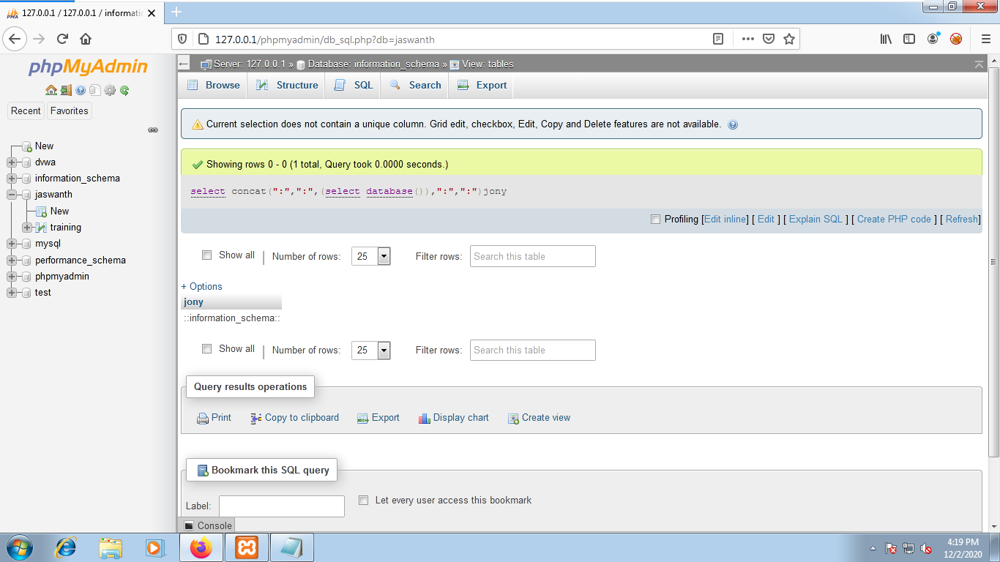 127.0.0.1 / 127.0.0.1 / informati
127.0.0.1/phpmyadmin/db_sql.php?db=jaswanth
phpMyAdmin
Recent
Favorites
New
dvwa
information_schema
jaswanth
New
training
mysql
performance_schema
phpmyadmin
test
Server: 127.0.0.1 » Database: information_schema » View: tables
Browse Structure SQL Search Export
Current selection does not contain a unique column. Grid edit, checkbox, Edit, Copy and Delete features are not available.
Showing rows 0 - 0 (1 total, Query took 0.0000 seconds.)
select concat(":",":",(select database()),":",":")jony
Profiling [Edit inline] [ Edit ] [ Explain SQL ] [ Create PHP code ] [ Refresh]
Show all | Number of rows: 25 Filter rows: Search this table
+ Options
jony
::information_schema::
Show all | Number of rows: 25 Filter rows: Search this table
Query results operations
Print Copy to clipboard Export Display chart Create view
Bookmark this SQL query
Label: Let every user access this bookmark
Console
4:19 PM
12/2/2020